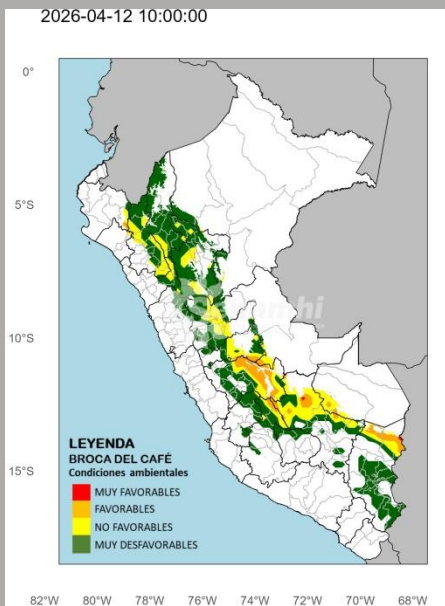 2026-04-12 10:00:00
0°
5°S
10°S
15°S
Senamhi
LEYENDA
BROCA DEL CAFÉ
Condiciones ambientales
MUY FAVORABLES
FAVORABLES
NO FAVORABLES
MUY DESFAVORABLES
82°W 80°W 78°W 76°W 74°W 72°W 70°W 68°W